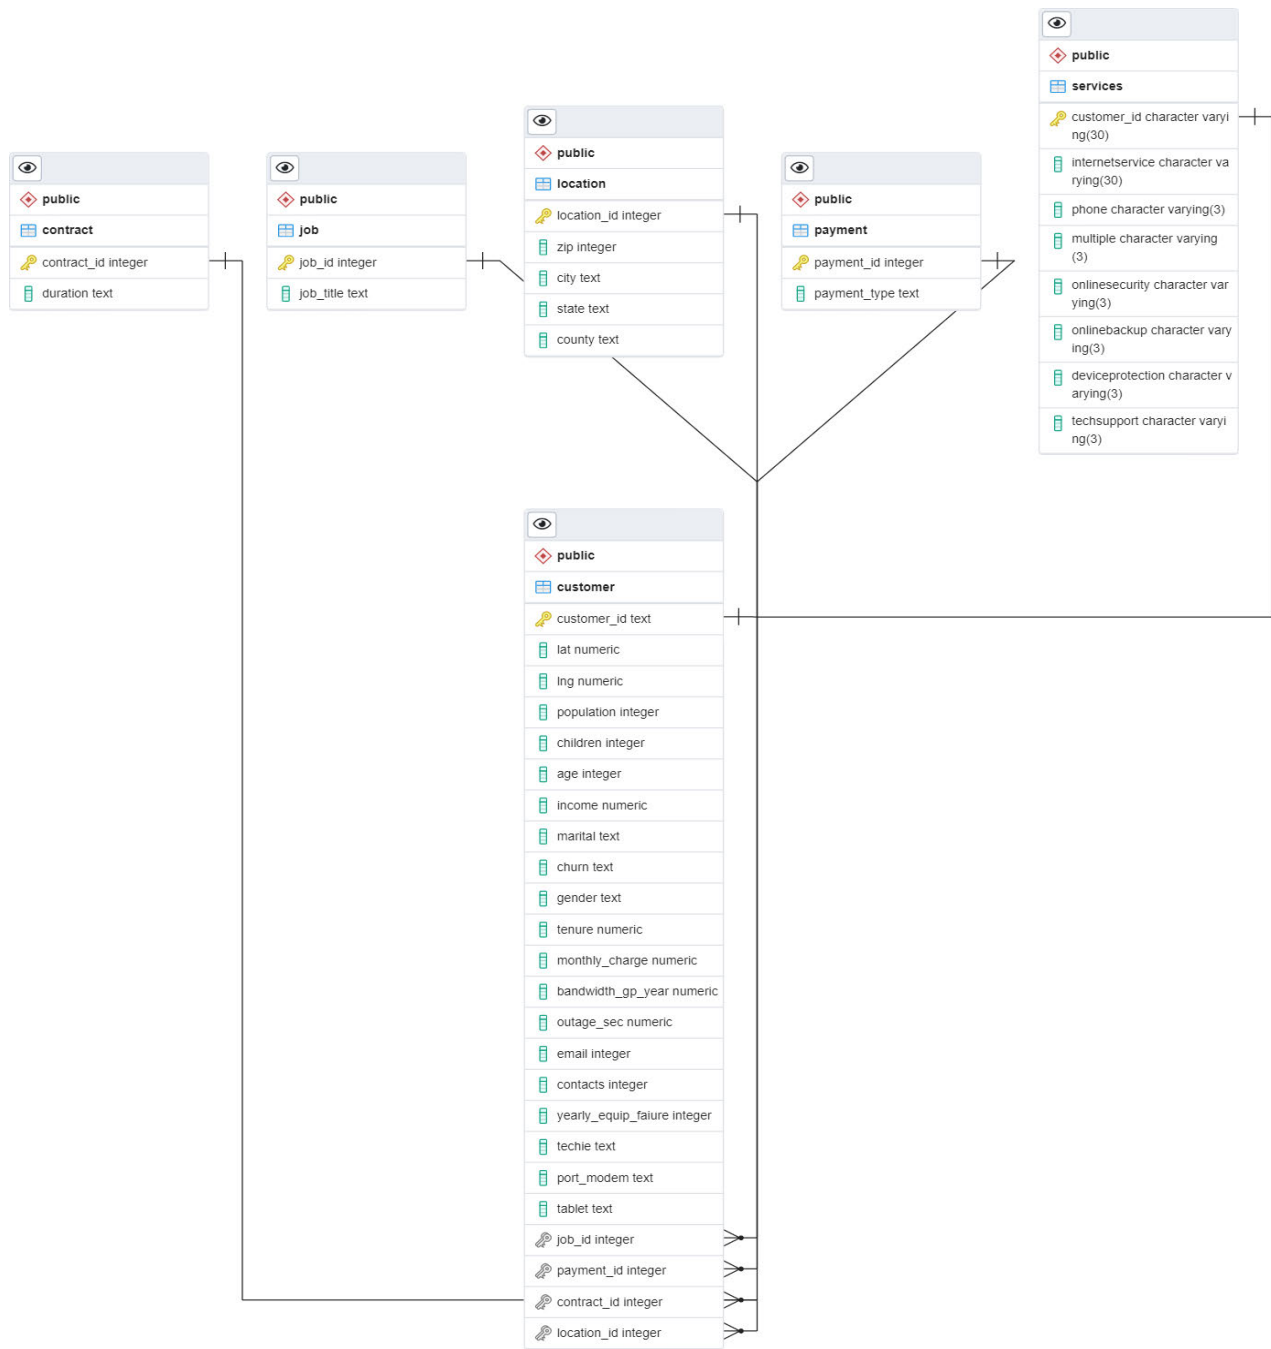 public
contract
contract_id integer
duration text
public
job
job_id integer
job_title text
public
location
location_id integer
zip integer
city text
state text
county text
public
payment
payment_id integer
payment_type text
public
services
customer_id character varyi
ng(30)
internetservice character va
rying(30)
phone character varying(3)
multiple character varying
(3)
onlinesecurity character var
ying(3)
onlinebackup character vary
ing(3)
deviceprotection character v
arying(3)
techsupport character varyi
ng(3)
public
customer
customer_id text
lat numeric
lng numeric
population integer
children integer
age integer
income numeric
marital text
churn text
gender text
tenure numeric
monthly_charge numeric
bandwidth_gp_year numeric
outage_sec numeric
email integer
contacts integer
yearly_equip_faiure integer
techie text
port_modem text
tablet text
job_id integer
payment_id integer
contract_id integer
location_id integer